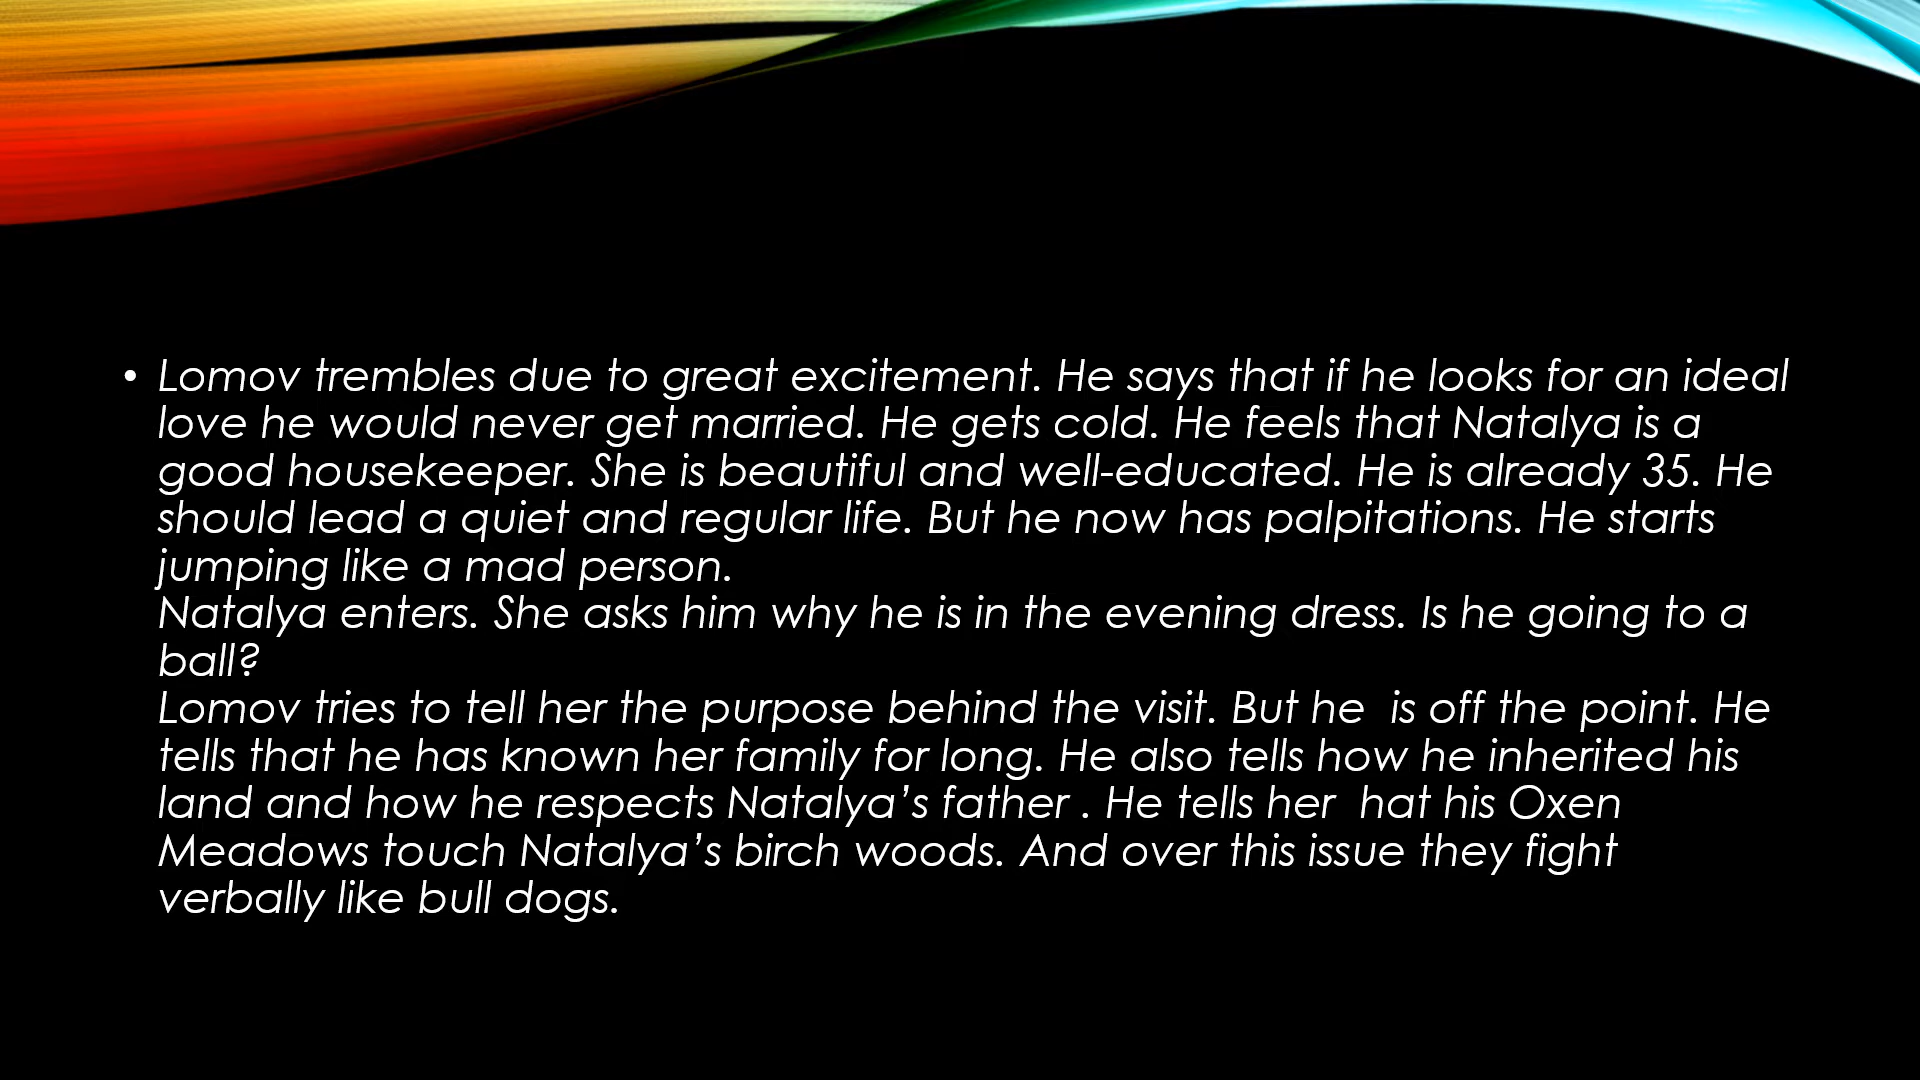 • Lomov trembles due to great excitement. He says that if he looks for an ideal
love he would never get married. He gets cold. He feels that Natalya is a
good housekeeper. She is beautiful and well-educated. He is already 35. He
should lead a quiet and regular life. But he now has palpitations. He starts
jumping like a mad person.
Natalya enters. She asks him why he is in the evening dress. Is he going to a
ball?
Lomov tries to tell her the purpose behind the visit. But he  is off the point. He
tells that he has known her family for long. He also tells how he inherited his
land and how he respects Natalya’s father . He tells her  hat his Oxen
Meadows touch Natalya’s birch woods. And over this issue they fight
verbally like bull dogs.